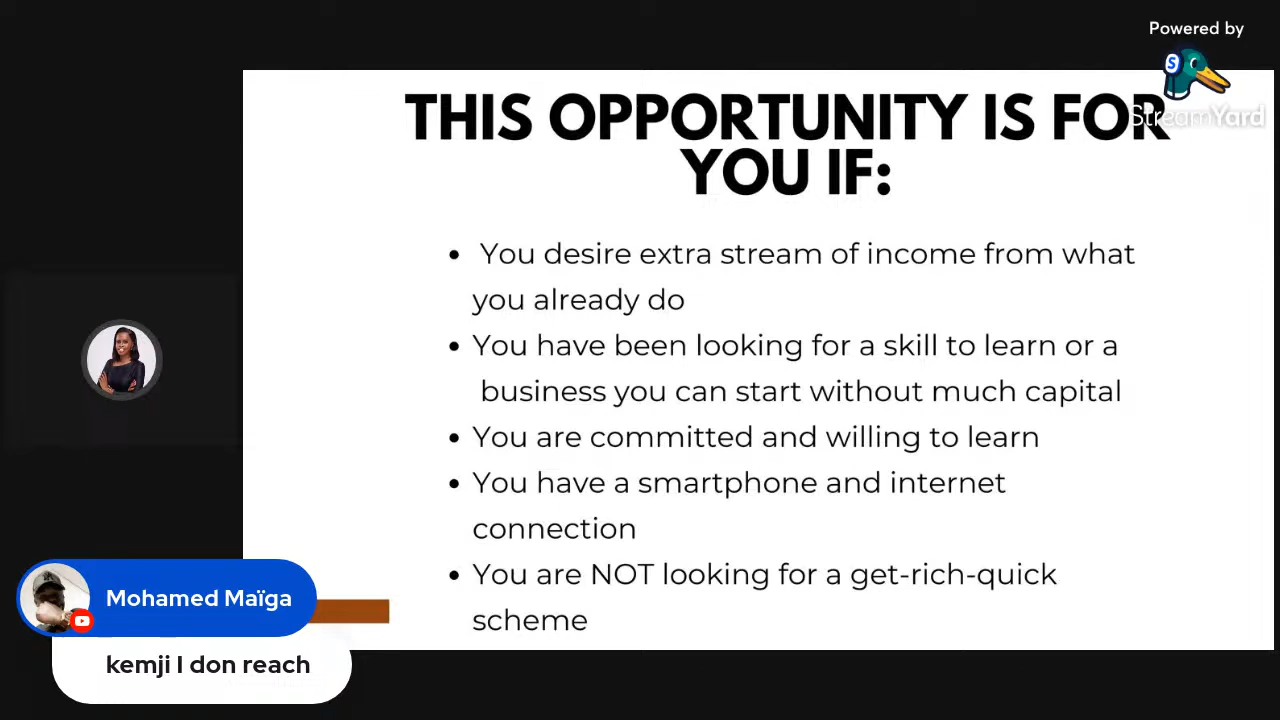 Powered by
StreamYard
THIS OPPORTUNITY IS FOR
YOU IF:
• You desire extra stream of income from what
you already do
• You have been looking for a skill to learn or a
business you can start without much capital
• You are committed and willing to learn
• You have a smartphone and internet
connection
• You are NOT looking for a get-rich-quick
scheme
Mohamed Maïga
kemji I don reach